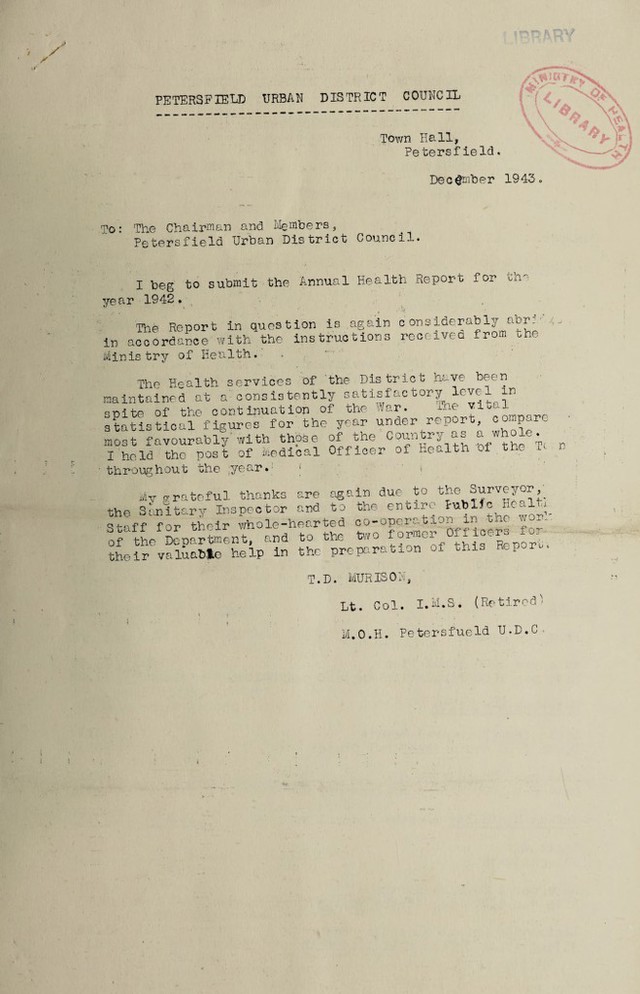 LIBRARY
MINISTRY OF HEALTH
LIBRARY
PETERSFIELD URBAN DISTRICT COUNCIL
Town Hall,
Petersfield.
December 1943.
To: The Chairman and Members,
Petersfield Urban District Council.
I beg to submit the Annual Health Report for the
year 1942.
The Report in question is again considerably
in accordance with the instructions received from the
Ministry of Health.
The Health services of the District have been
maintained at a consistently satisfactory level in
spite of the continuation of the War. The vital
statistical figures for the year under report, compare
most favourably with those of the Country as a whole.
I held the post of Medical Officer of Health of the
throughout the year.
My grateful thanks are again due to the Surveyor,
the Sanitary Inspector and to the entire Public Health
Staff for their whole-hearted co-operation in the work
of the Department, and to the two former Officers for
their valuable help in the preparation of this Report.
T.D. MURISON,
Lt. Col. I.M.S. (Retired)
M.O.H. Petersfueld U.D.C.